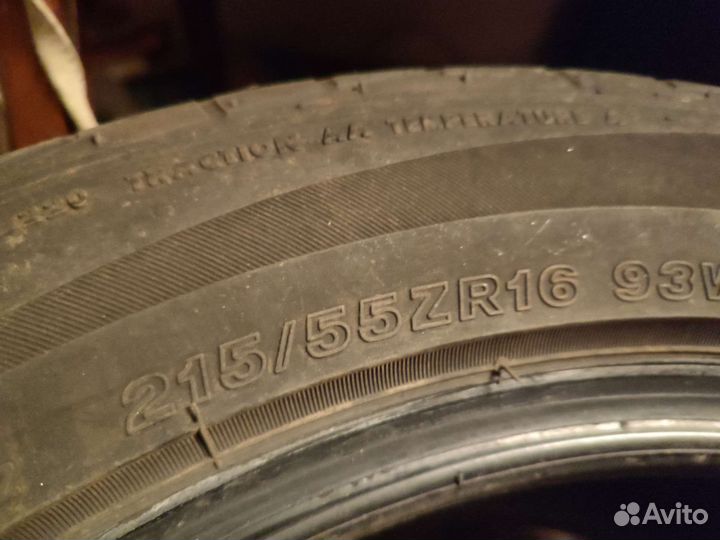 TRACTION AA TEMPERATURE A
215/55ZR16 93W
Avito